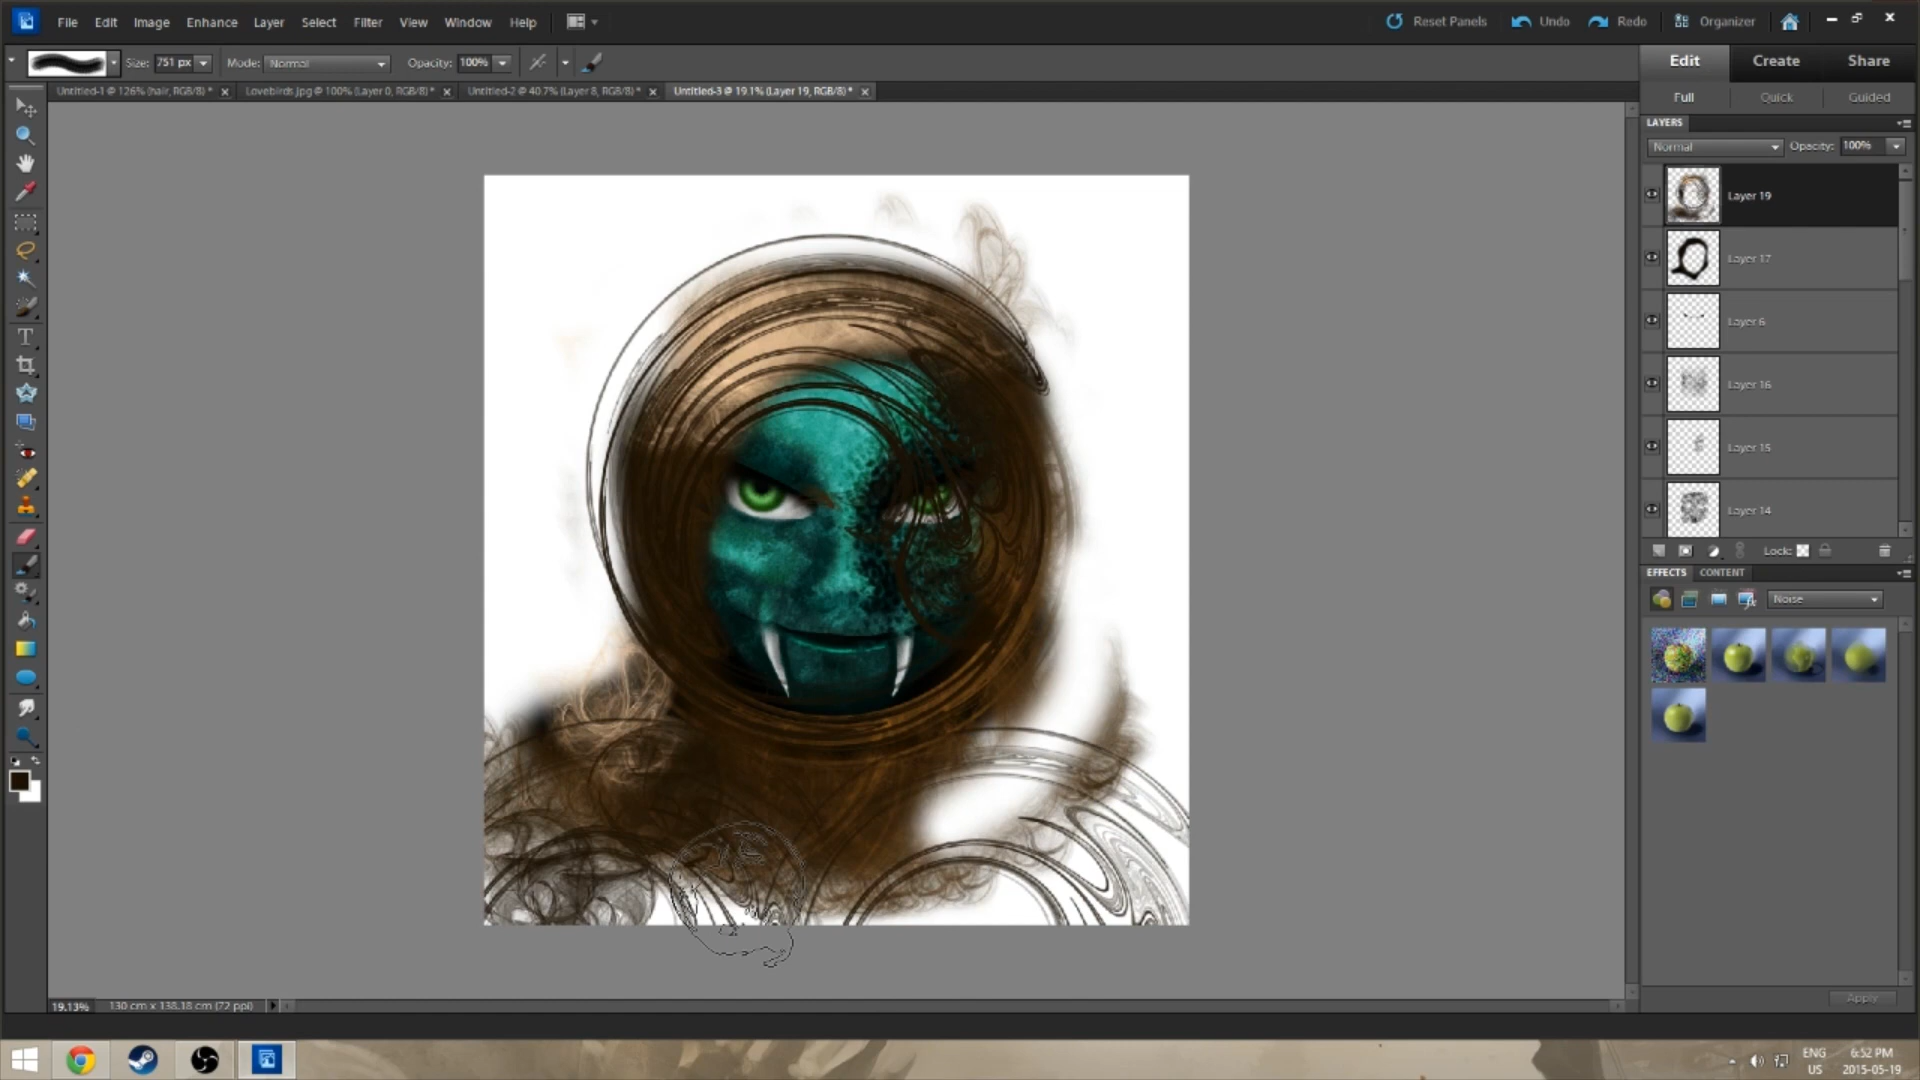 File Edit Image Enhance Layer Select Filter View Window Help Reset Panels Undo Redo Organizer
Size: 751 px Mode: Normal Opacity: 100%
Edit Create Share
Untitled-1 @ 126% (hair, RGB/8) * Lovebirds.jpg @ 100% (Layer 0, RGB/8) * Untitled-2 @ 40.7% (Layer 8, RGB/8) * Untitled-3 @ 19.1% (Layer 19, RGB/8) *
Full Quick Guided
LAYERS
Normal Opacity: 100%
Layer 19
Layer 17
Layer 6
Layer 16
Layer 15
Layer 14
Lock:
EFFECTS CONTENT
Noise
Apply
19.13% 130 cm x 138.18 cm (72 ppi)
ENG 6:52 PM
US 2015-05-19